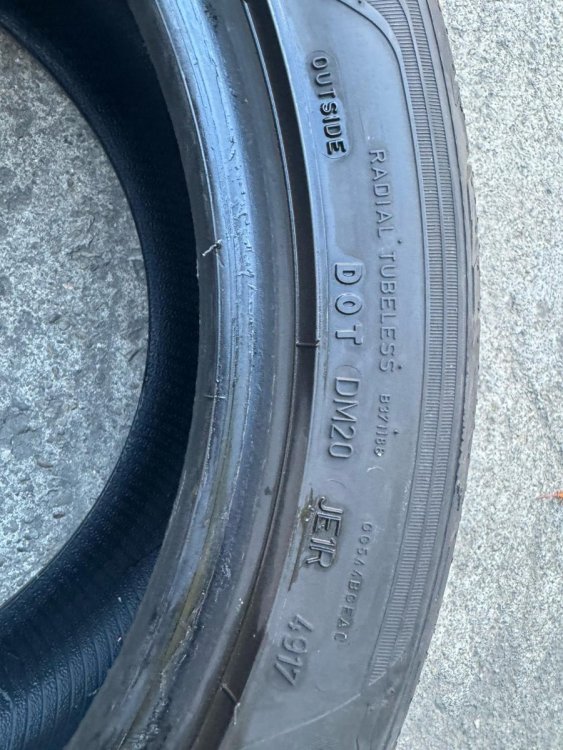 OUTSIDE
RADIAL TUBELESS
DOT DM20 JE1R 4917